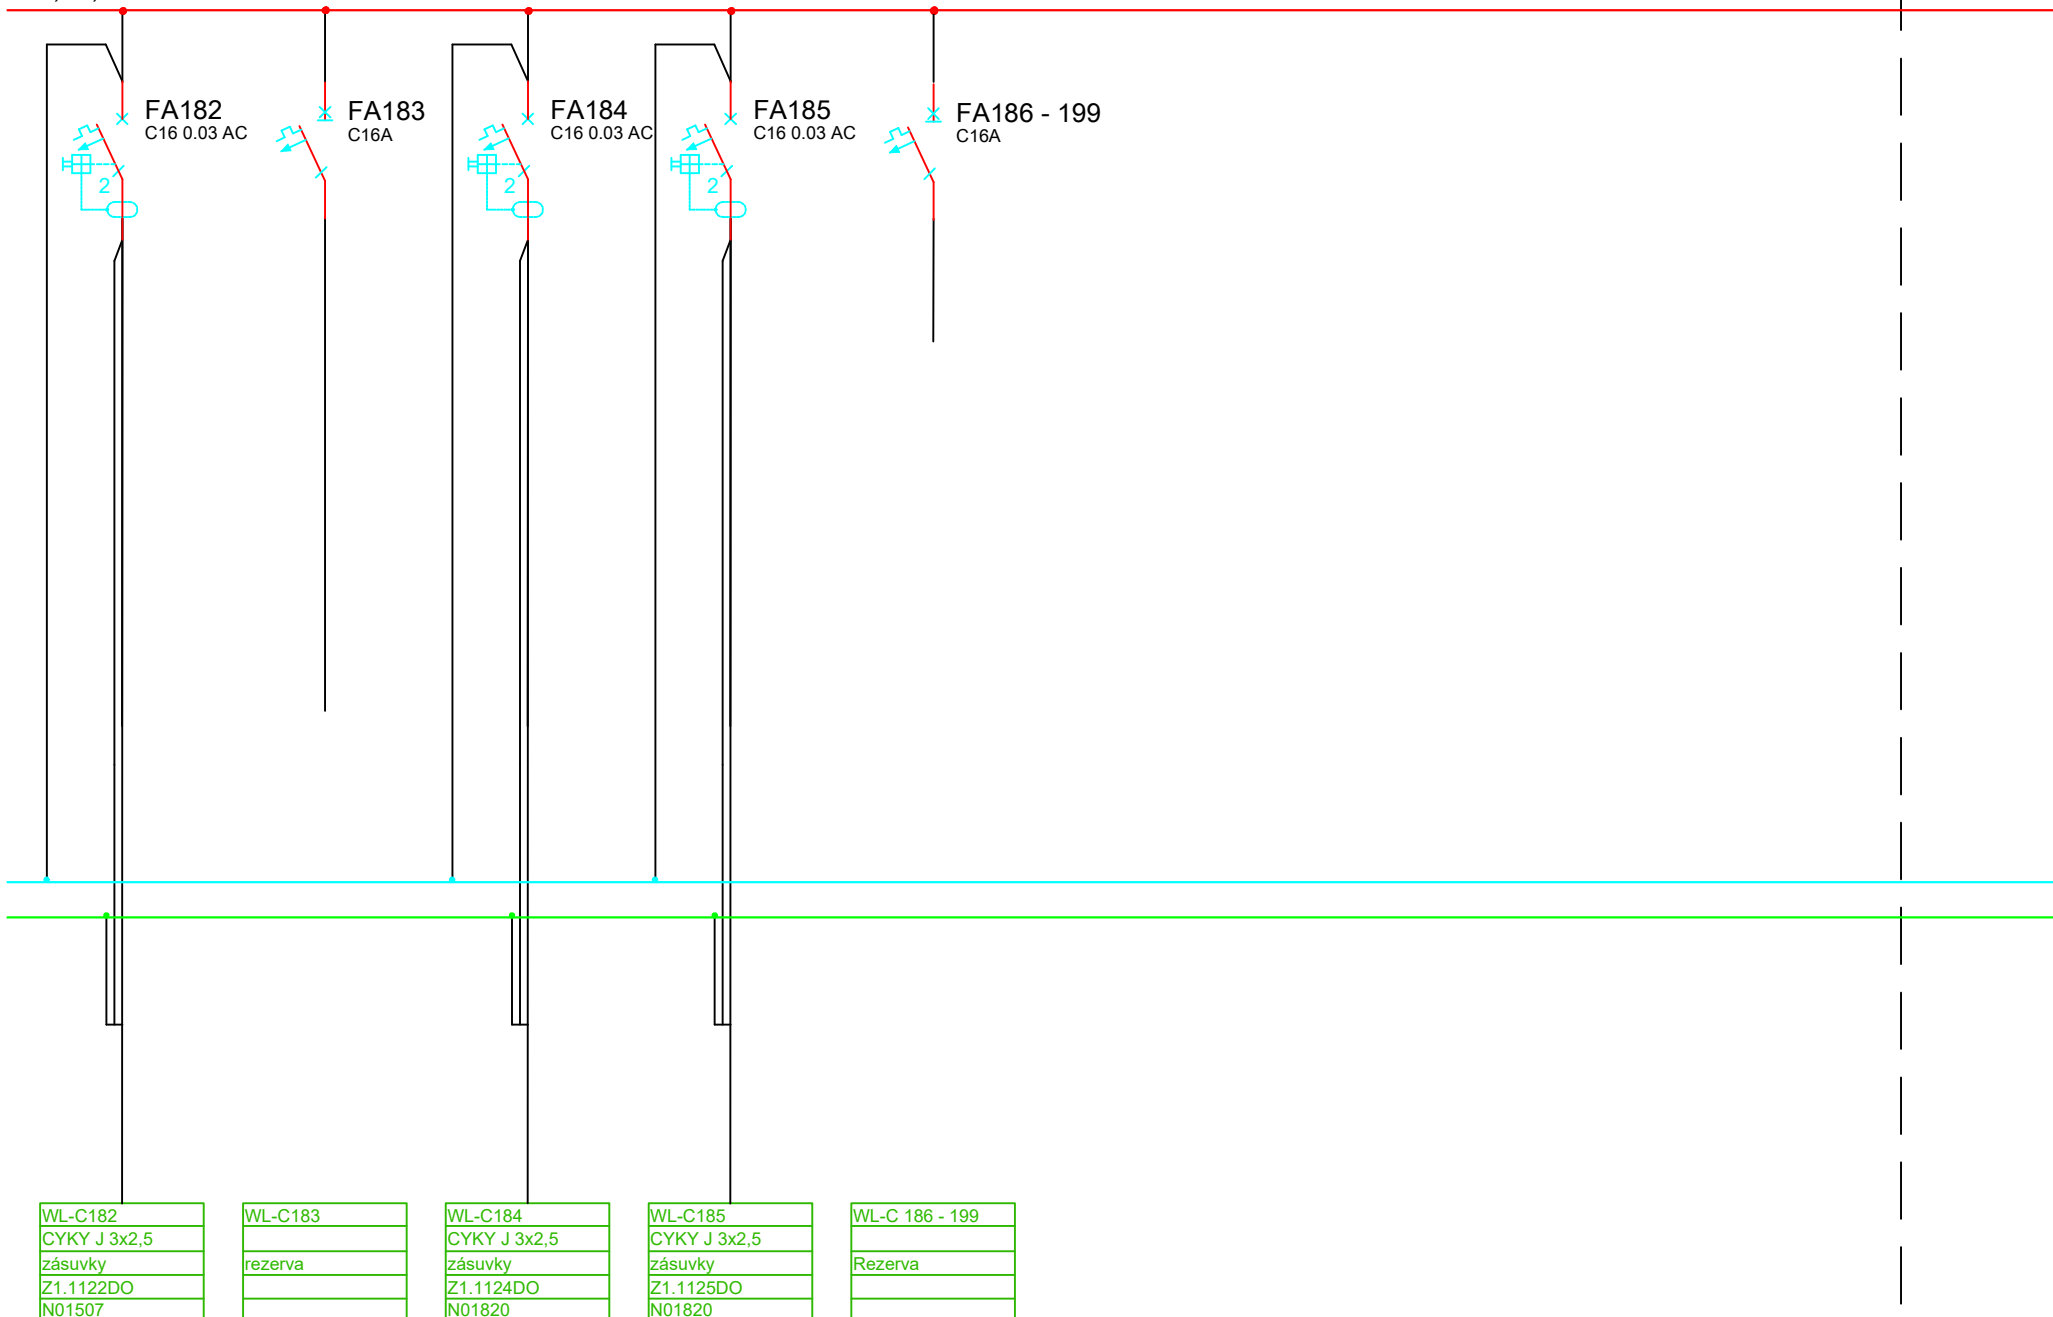 FA182
C16 0.03 AC
FA183
C16A
FA184
C16 0.03 AC
FA185
C16 0.03 AC
FA186 - 199
C16A
2
2
2
WL-C182
CYKY J 3x2,5
zásuvky
Z1.1122DO
N01507
WL-C183
rezerva
WL-C184
CYKY J 3x2,5
zásuvky
Z1.1124DO
N01820
WL-C185
CYKY J 3x2,5
zásuvky
Z1.1125DO
N01820
WL-C 186 - 199
Rezerva